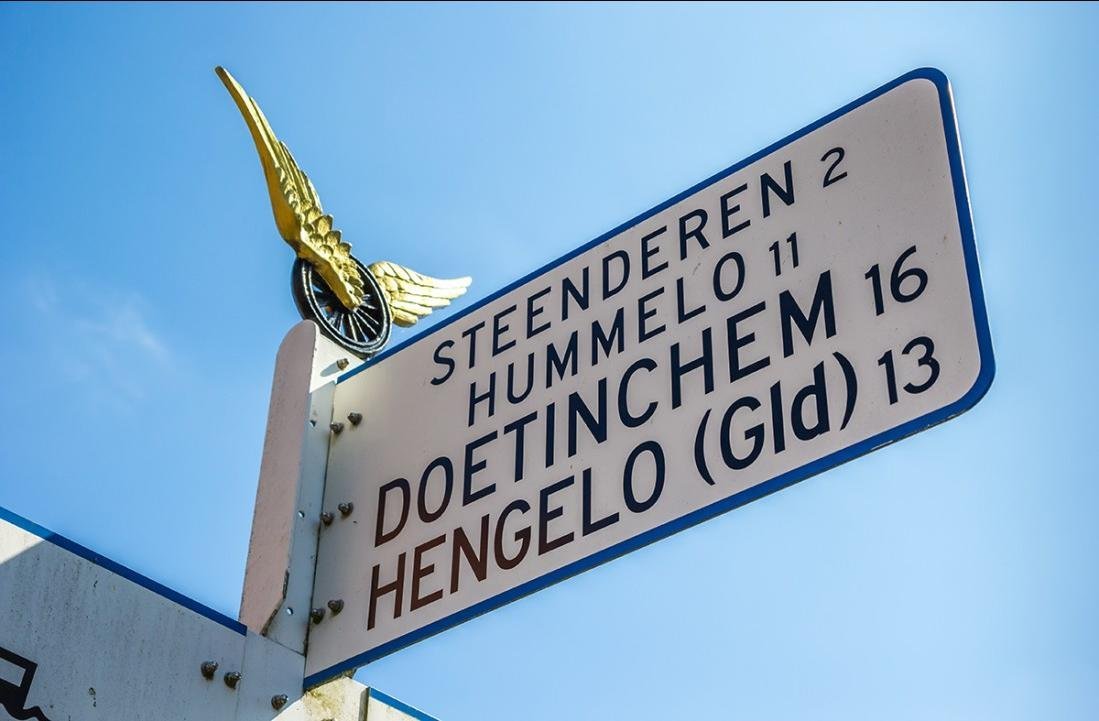 STEENDEREN 2
HUMMELO 11
DOETINCHEM 16
HENGELO (Gld) 13